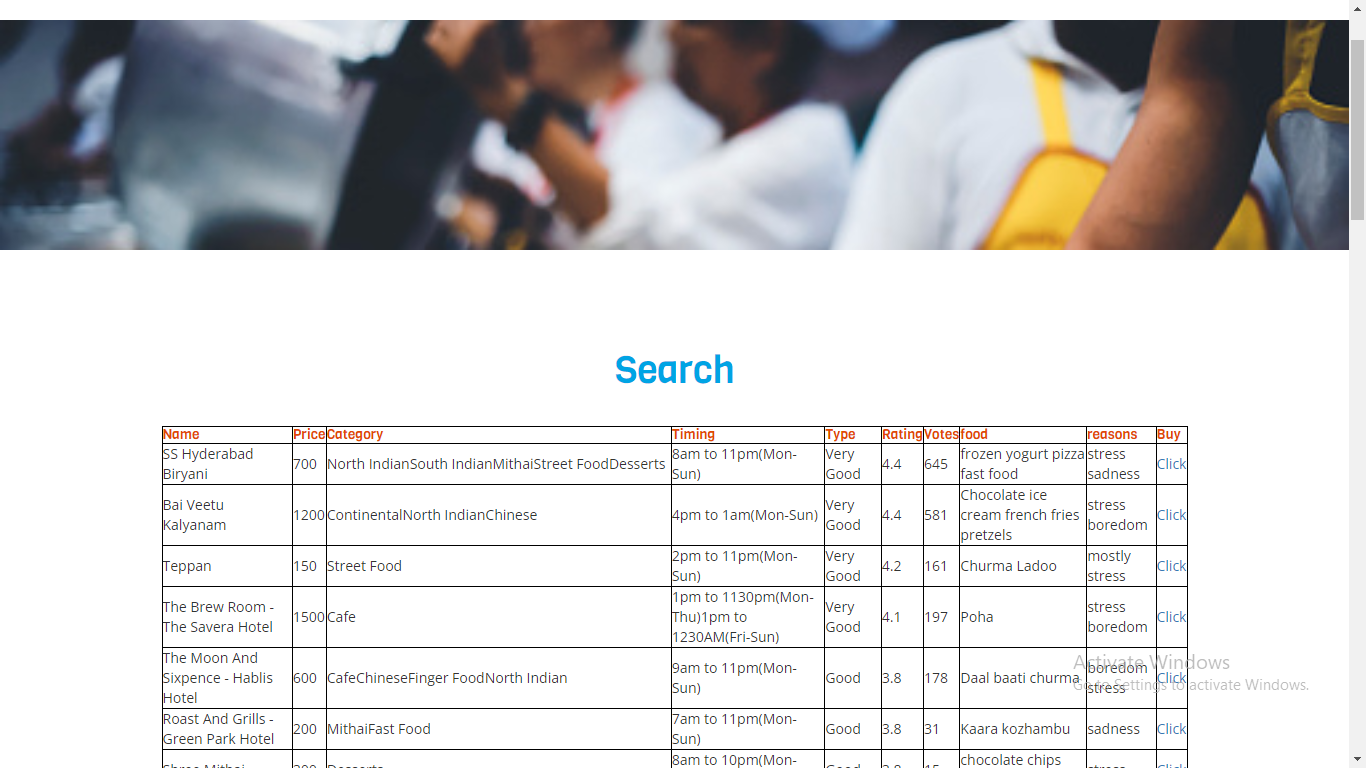 Search
Name Price Category Timing Type Rating Votes food reasons Buy
SS Hyderabad
Biryani
700
North IndianSouth IndianMithaiStreet FoodDesserts
8am to 11pm(Mon-
Sun)
Very
Good
4.4
645
frozen yogurt pizza
fast food
stress
sadness
Click
Bai Veetu
Kalyanam
1200
ContinentalNorth IndianChinese
4pm to 1am(Mon-Sun)
Very
Good
4.4
581
Chocolate ice
cream french fries
pretzels
stress
boredom
Click
Teppan
150
Street Food
2pm to 11pm(Mon-
Sun)
Very
Good
4.2
161
Churma Ladoo
mostly
stress
Click
The Brew Room -
The Savera Hotel
1500
Cafe
1pm to 1130pm(Mon-
Thu)1pm to
1230AM(Fri-Sun)
Very
Good
4.1
197
Poha
stress
boredom
Click
The Moon And
Sixpence - Hablis
Hotel
600
CafeChineseFinger FoodNorth Indian
9am to 11pm(Mon-
Sun)
Good
3.8
178
Daal baati churma
boredom
stress
Click
Activate Windows
Go to Settings to activate Windows.
Roast And Grills -
Green Park Hotel
200
MithaiFast Food
7am to 11pm(Mon-
Sun)
Good
3.8
31
Kaara kozhambu
sadness
Click
8am to 10pm(Mon-
chocolate chips